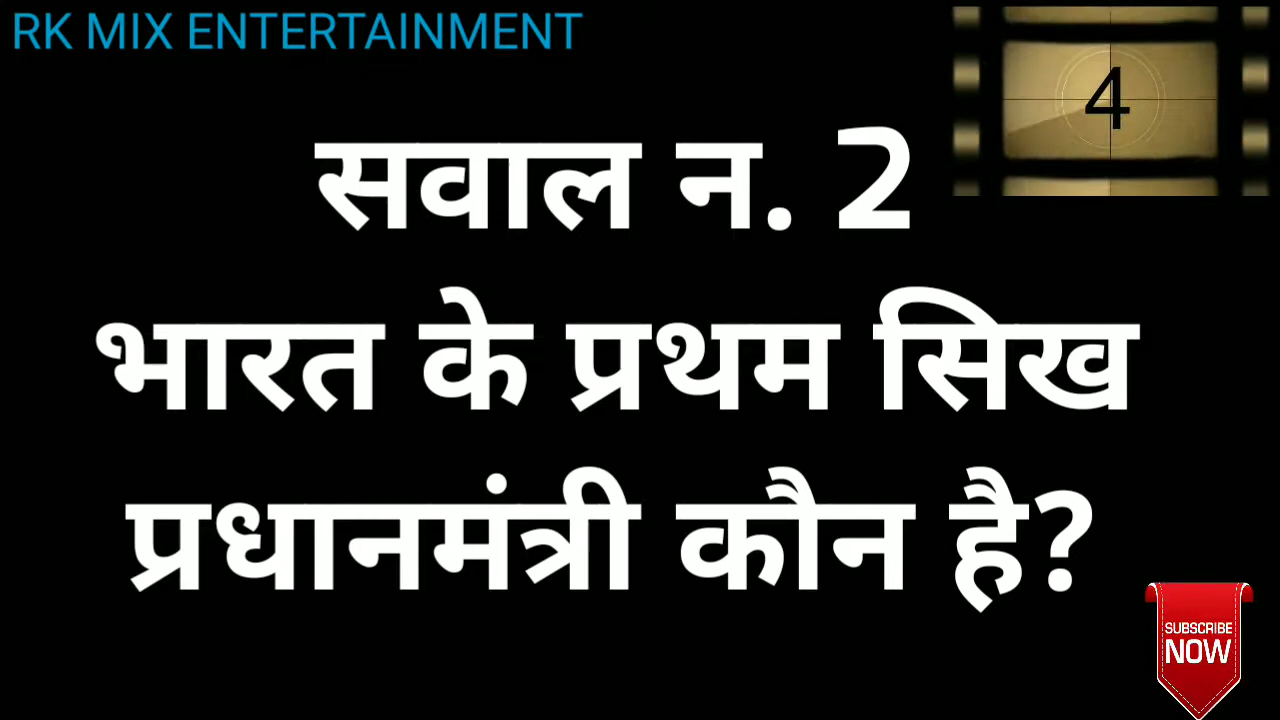 RK MIX ENTERTAINMENT
4
सवाल न. 2
भारत के प्रथम सिख
प्रधानमंत्री कौन है?
SUBSCRIBE
NOW